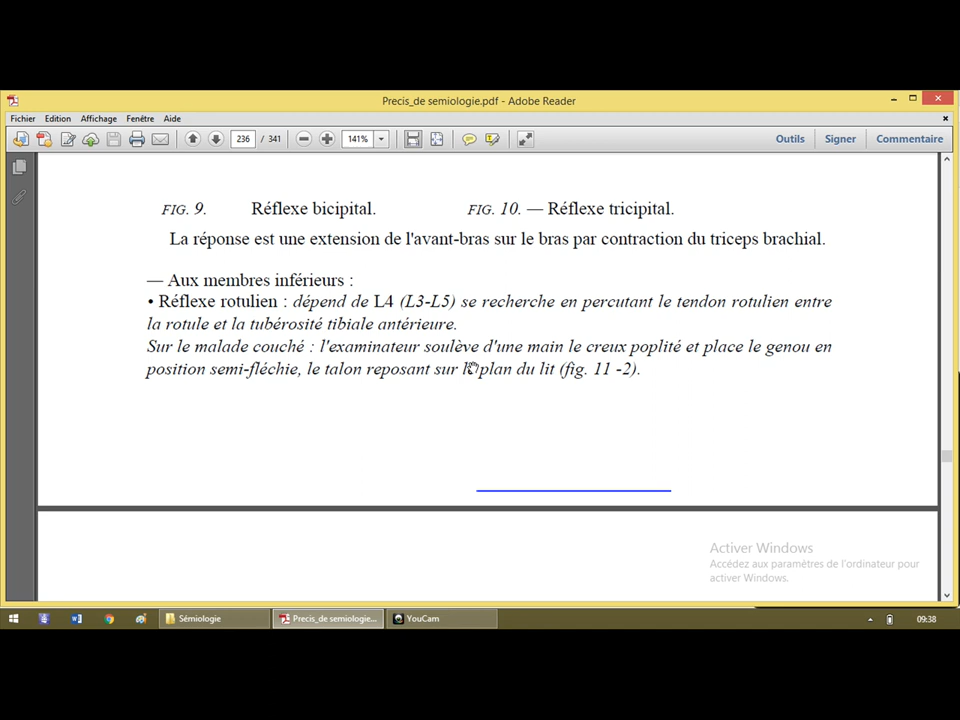 Precis_de semiologie.pdf - Adobe Reader
Fichier Edition Affichage Fenêtre Aide
236 / 341 141% Outils Signer Commentaire
FIG. 9. Réflexe bicipital. FIG. 10. — Réflexe tricipital.
La réponse est une extension de l'avant-bras sur le bras par contraction du triceps brachial.
— Aux membres inférieurs :
• Réflexe rotulien : dépend de L4 (L3-L5) se recherche en percutant le tendon rotulien entre
la rotule et la tubérosité tibiale antérieure.
Sur le malade couché : l'examinateur soulève d'une main le creux poplité et place le genou en
position semi-fléchie, le talon reposant sur le plan du lit (fig. 11 -2).
Activer Windows
Accédez aux paramètres de l'ordinateur pour
activer Windows.
Sémiologie Precis_de semiologie... YouCam 09:38